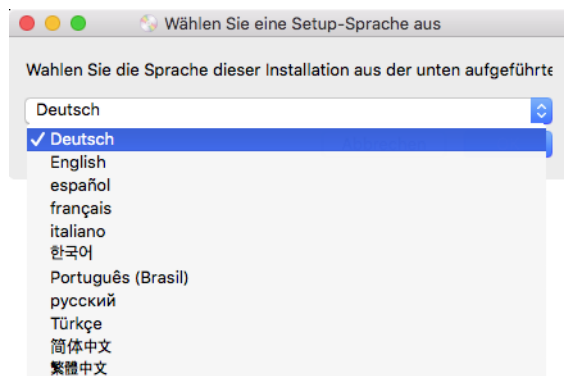 Wählen Sie eine Setup-Sprache aus
Wahlen Sie die Sprache dieser Installation aus der unten aufgeführte
Deutsch
✓ Deutsch
English
español
français
italiano
한국어
Português (Brasil)
русский
Türkçe
简体中文
繁體中文